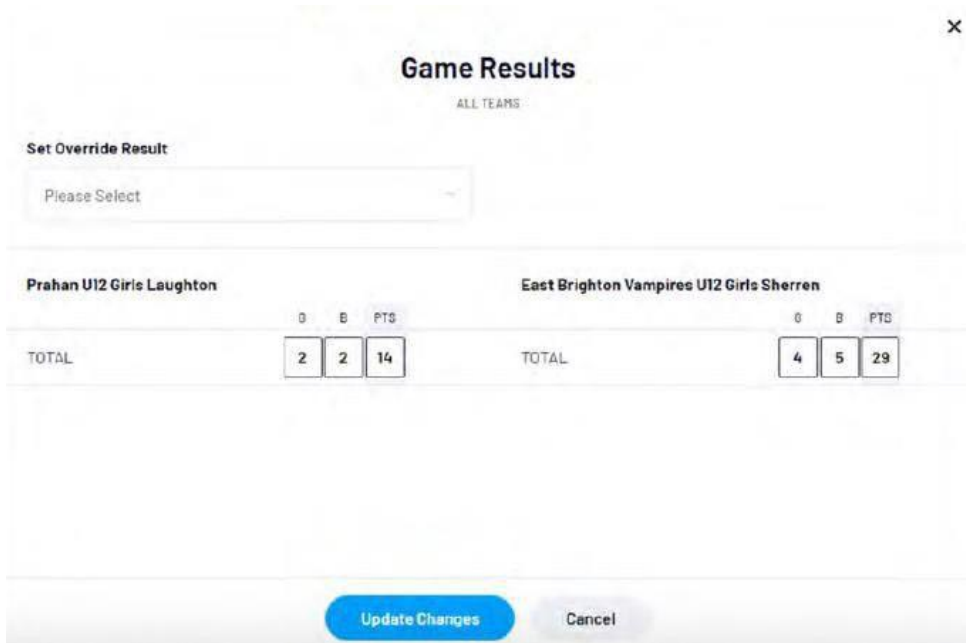 ×
Game Results
ALL TEAMS
Set Override Result
Please Select
Prahan U12 Girls Laughton
East Brighton Vampires U12 Girls Sherren
G B PTS
G B PTS
TOTAL 2 2 14
TOTAL 4 5 29
Update Changes
Cancel